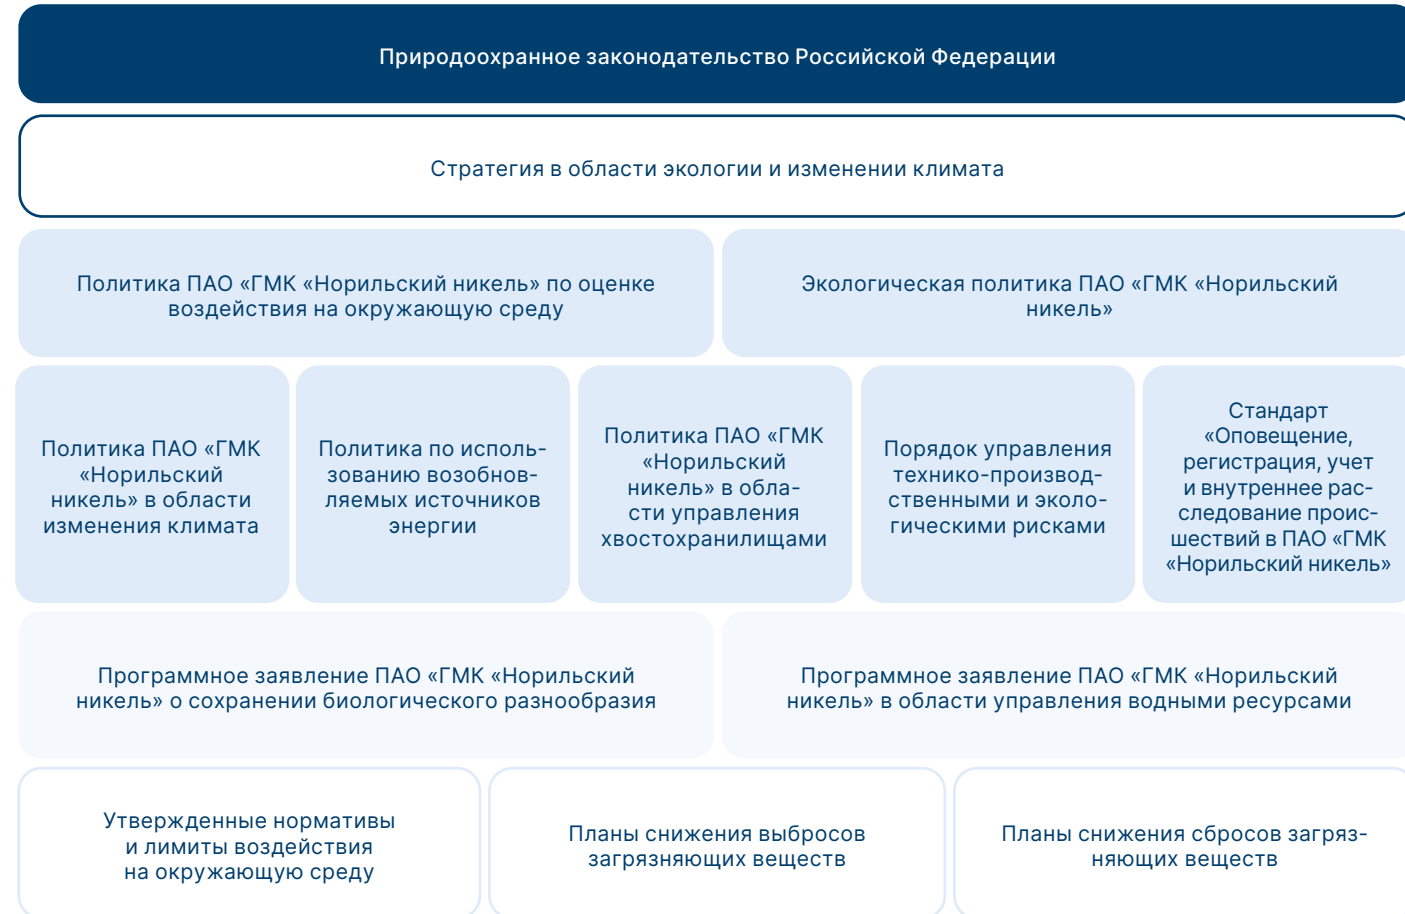 Природоохранное законодательство Российской Федерации
Стратегия в области экологии и изменении климата
Политика ПАО «ГМК «Норильский никель» по оценке
воздействия на окружающую среду
Экологическая политика ПАО «ГМК «Норильский
никель»
Политика ПАО «ГМК
«Норильский
никель» в области
изменения климата
Политика по исполь-
зованию возобнов-
ляемых источников
энергии
Политика ПАО «ГМК
«Норильский
никель» в обла-
сти управления
хвостохранилищами
Порядок управления
технико-производ-
ственными и эколо-
гическими рисками
Стандарт
«Оповещение,
регистрация, учет
и внутреннее рас-
следование проис-
шествий в ПАО «ГМК
«Норильский никель»
Программное заявление ПАО «ГМК «Норильский
никель» о сохранении биологического разнообразия
Программное заявление ПАО «ГМК «Норильский
никель» в области управления водными ресурсами
Утвержденные нормативы
и лимиты воздействия
на окружающую среду
Планы снижения выбросов
загрязняющих веществ
Планы снижения сбросов загряз-
няющих веществ